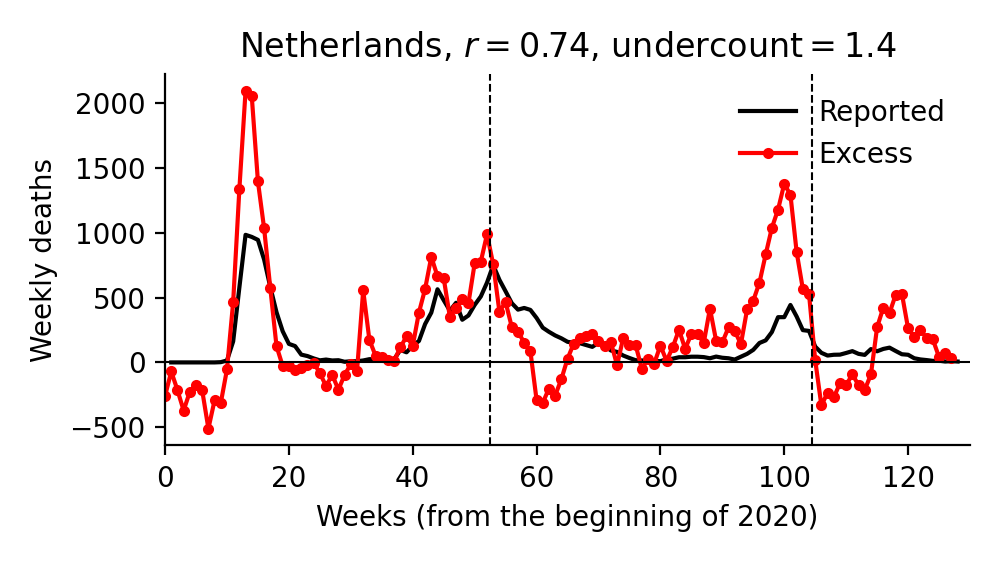 Netherlands, r = 0.74, undercount = 1.4
Reported
Excess
Weekly deaths
2000
1500
1000
500
0
−500
0 20 40 60 80 100 120
Weeks (from the beginning of 2020)